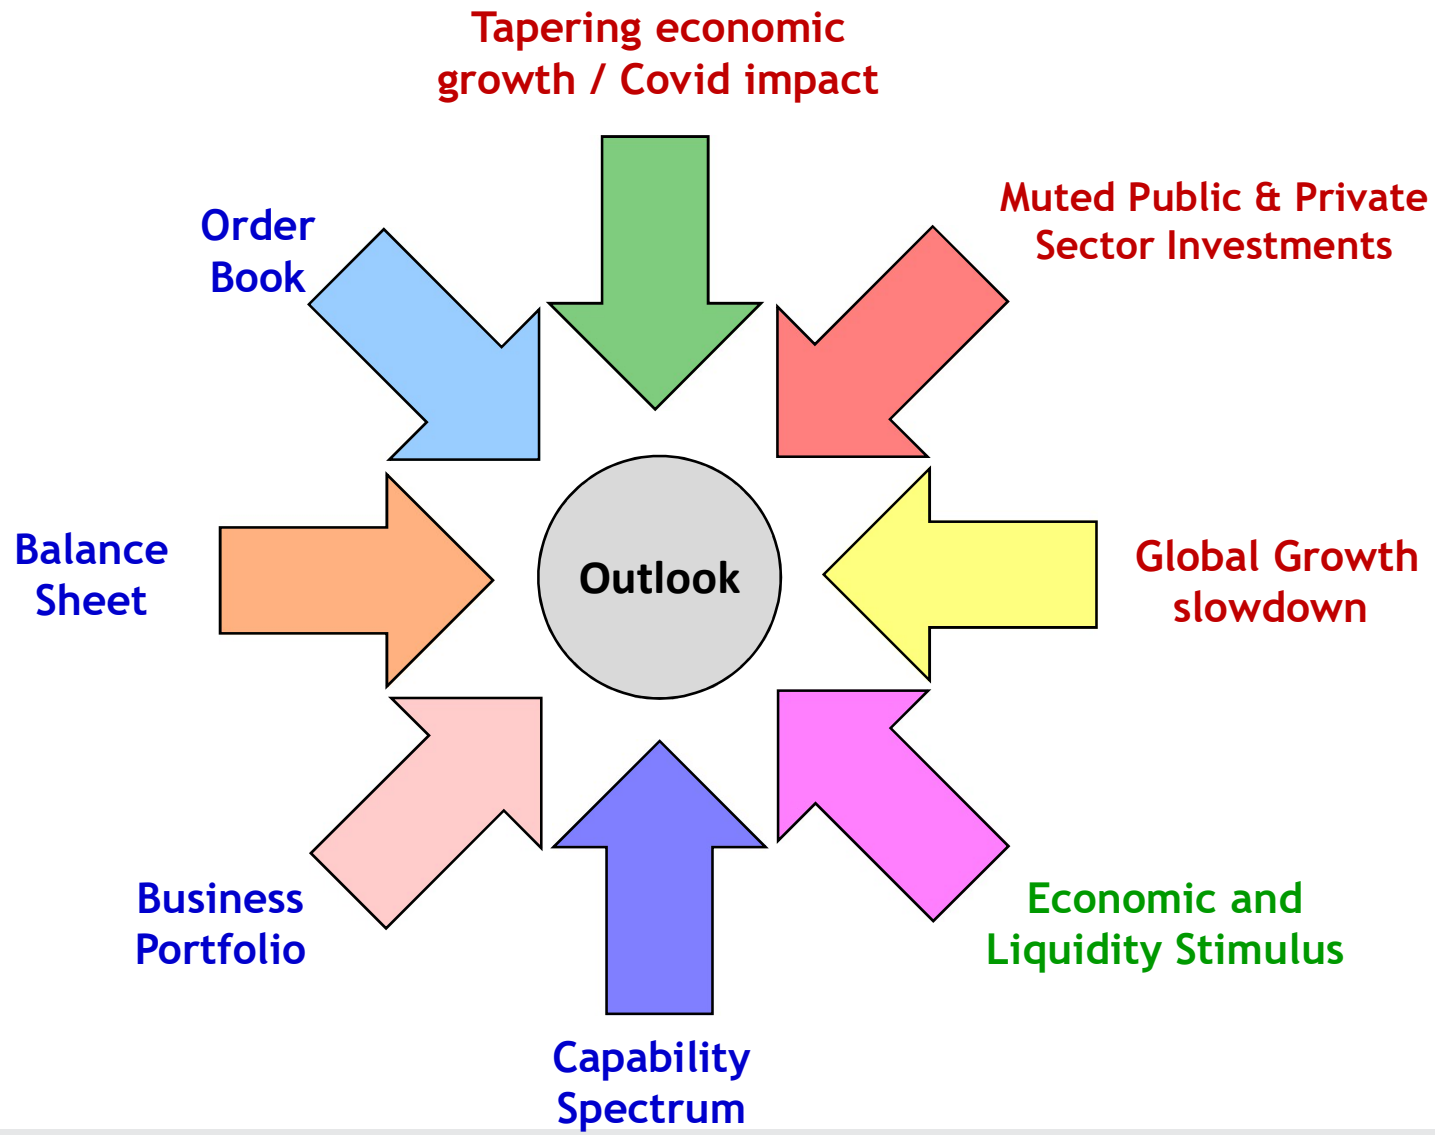 Tapering economic
growth / Covid impact
Muted Public & Private
Sector Investments
Order
Book
Balance
Sheet
Outlook
Global Growth
slowdown
Business
Portfolio
Economic and
Liquidity Stimulus
Capability
Spectrum